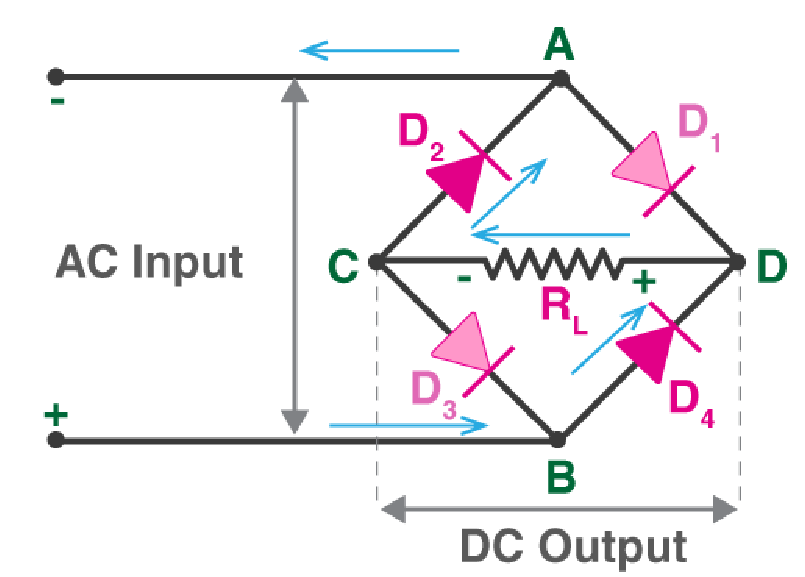 A
-
D2
D1
AC Input
C
-
+
D
RL
D3
D4
+
B
DC Output